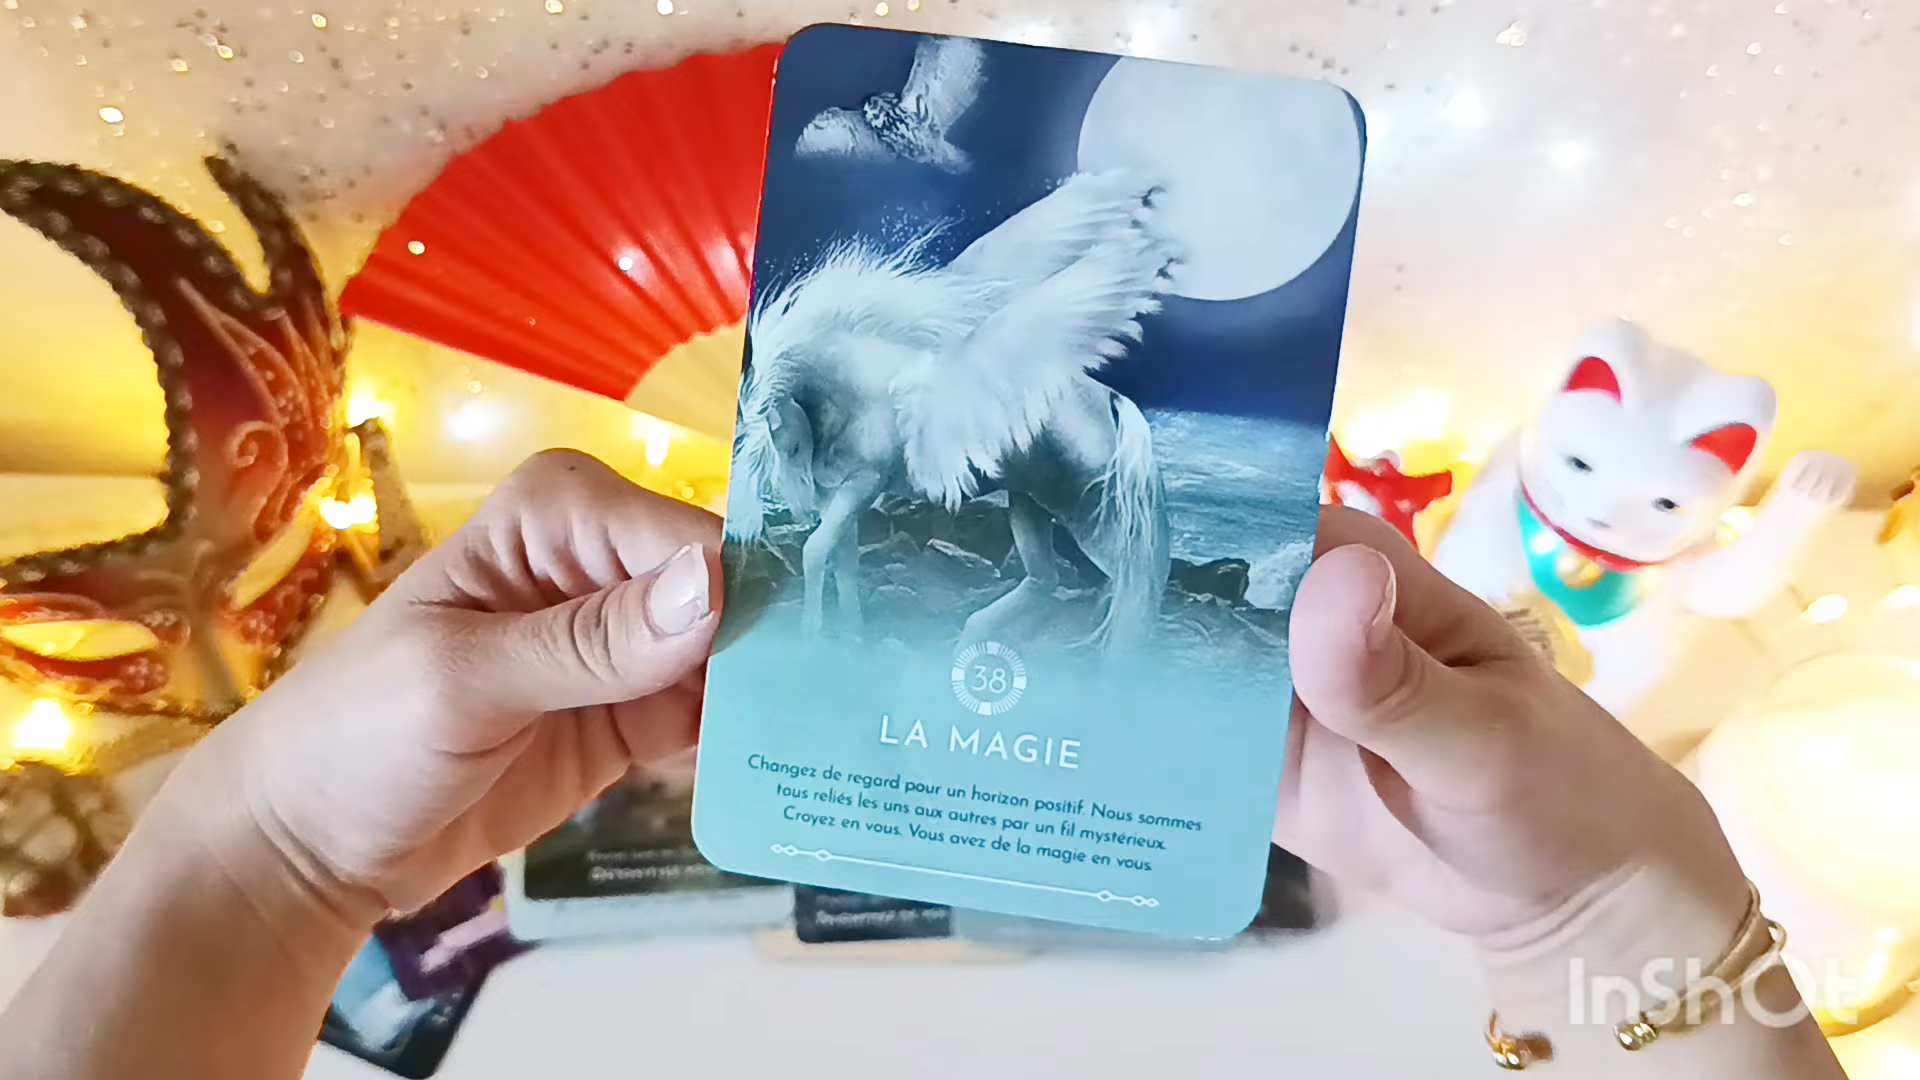 38
LA MAGIE
Changez de regard pour un horizon positif. Nous sommes
tous reliés les uns aux autres par un fil mystérieux.
Croyez en vous. Vous avez de la magie en vous.
InShOt